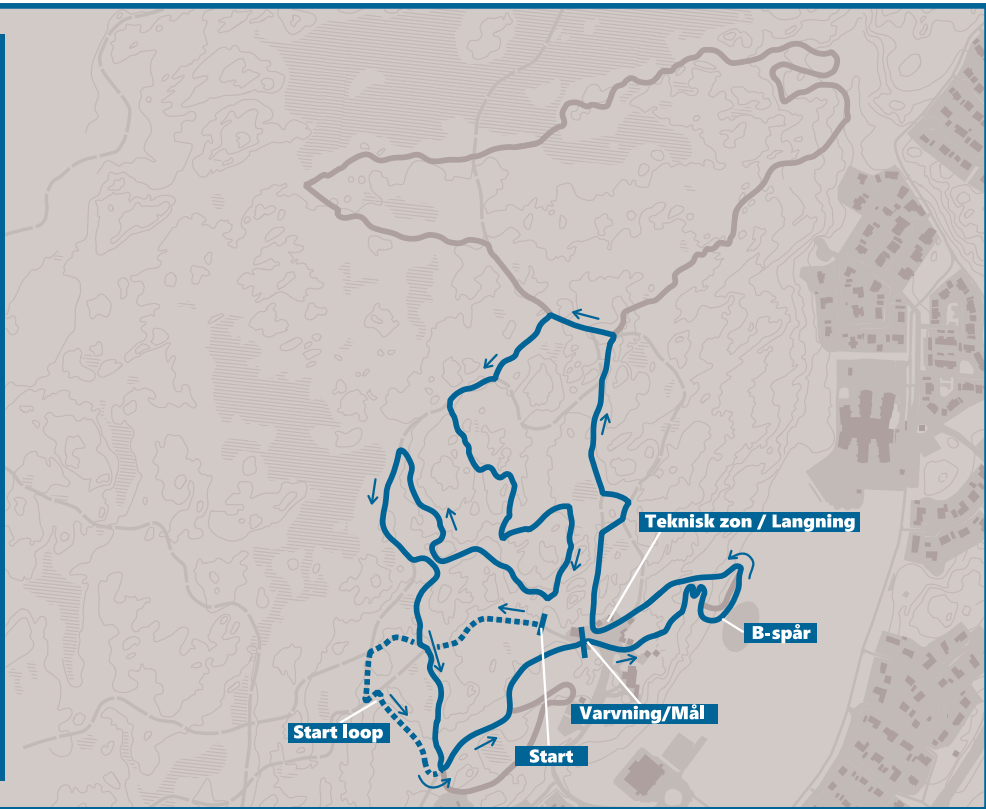 Teknisk zon / Langning
B-spår
Varvning/Mål
Start loop
Start